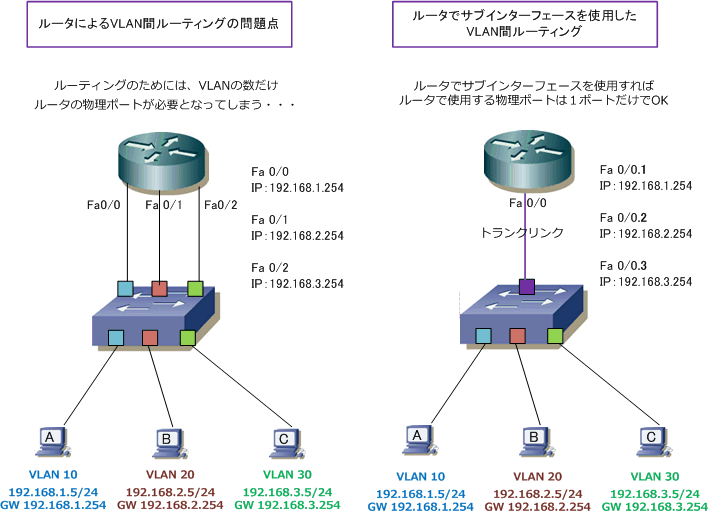 ルータによるVLAN間ルーティングの問題点
ルーティングのためには、VLANの数だけ
ルータの物理ポートが必要となってしまう・・・
Fa 0/0
IP：192.168.1.254
Fa0/0
Fa 0/1
Fa0/2
Fa 0/1
IP：192.168.2.254
Fa 0/2
IP：192.168.3.254
A
B
C
VLAN 10
VLAN 20
VLAN 30
192.168.1.5/24
192.168.2.5/24
192.168.3.5/24
GW 192.168.1.254
GW 192.168.2.254
GW 192.168.3.254
ルータでサブインターフェースを使用した
VLAN間ルーティング
ルータでサブインターフェースを使用すれば
ルータで使用する物理ポートは１ポートだけでOK
Fa 0/0.1
IP：192.168.1.254
Fa 0/0
Fa 0/0.2
IP：192.168.2.254
トランクリンク
Fa 0/0.3
IP：192.168.3.254
A
B
C
VLAN 10
VLAN 20
VLAN 30
192.168.1.5/24
192.168.2.5/24
192.168.3.5/24
GW 192.168.1.254
GW 192.168.2.254
GW 192.168.3.254